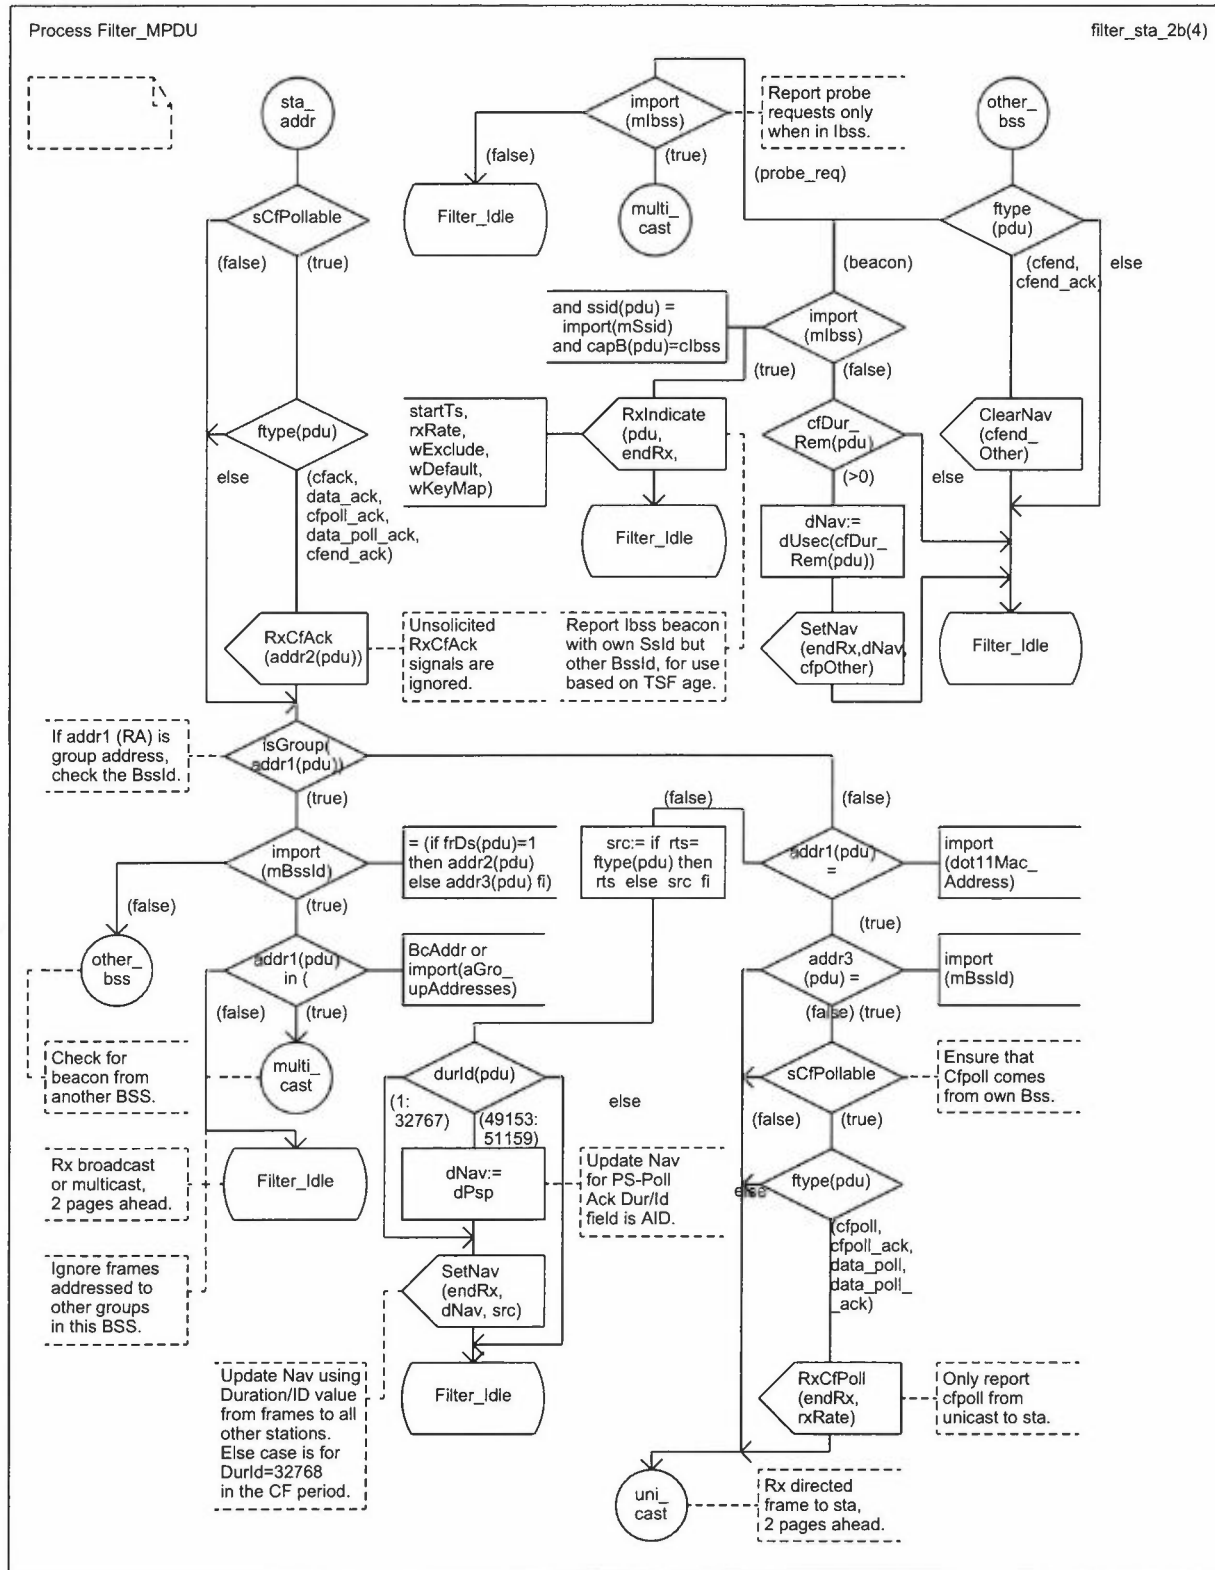 Process Filter_MPDU
filter_sta_2b(4)
sta_
addr
import
(mIbss)
Report probe
requests only
when in Ibss.
other_
bss
(false)
(true)
(probe_req)
sCfPollable
Filter_Idle
multi_
cast
ftype
(pdu)
(false)
(true)
(beacon)
(cfend,
cfend_ack)
else
and ssid(pdu) =
import(mSsid)
and capB(pdu)=cIbss
import
(mIbss)
(true)
(false)
ftype(pdu)
startTs,
rxRate,
wExclude,
wDefault,
wKeyMap)
RxIndicate
(pdu,
endRx,
cfDur_
Rem(pdu)
ClearNav
(cfend_
Other)
else
(cfack,
data_ack,
cfpoll_ack,
data_poll_ack,
cfend_ack)
(>0)
else
Filter_Idle
dNav:=
dUsec(cfDur_
Rem(pdu))
RxCfAck
(addr2(pdu))
Unsolicited
RxCfAck
signals are
ignored.
Report Ibss beacon
with own SsId but
other BssId, for use
based on TSF age.
SetNav
(endRx,dNav,
cfpOther)
Filter_Idle
If addr1 (RA) is
group address,
check the BssId.
isGroup(
addr1(pdu))
(true)
(false)
(false)
import
(mBssId)
= (if frDs(pdu)=1
then addr2(pdu)
else addr3(pdu) fi)
src:= if rts=
ftype(pdu) then
rts else src fi
addr1(pdu)
=
import
(dot11Mac_
Address)
(false)
(true)
(true)
other_
bss
addr1(pdu)
in (
BcAddr or
import(aGro_
upAddresses)
addr3
(pdu) =
import
(mBssId)
(false)
(true)
(false) (true)
Check for
beacon from
another BSS.
multi_
cast
durId(pdu)
sCfPollable
Ensure that
Cfpoll comes
from own Bss.
(1:
32767)
(49153:
51159)
else
(false)
(true)
Rx broadcast
or multicast,
2 pages ahead.
Filter_Idle
dNav:=
dPsp
Update Nav
for PS-Poll
Ack Dur/Id
field is AID.
else
ftype(pdu)
(cfpoll,
cfpoll_ack,
data_poll,
data_poll_
_ack)
Ignore frames
addressed to
other groups
in this BSS.
SetNav
(endRx,
dNav, src)
Update Nav using
Duration/ID value
from frames to all
other stations.
Else case is for
DurId=32768
in the CF period.
Filter_Idle
RxCfPoll
(endRx,
rxRate)
Only report
cfpoll from
unicast to sta.
uni_
cast
Rx directed
frame to sta,
2 pages ahead.